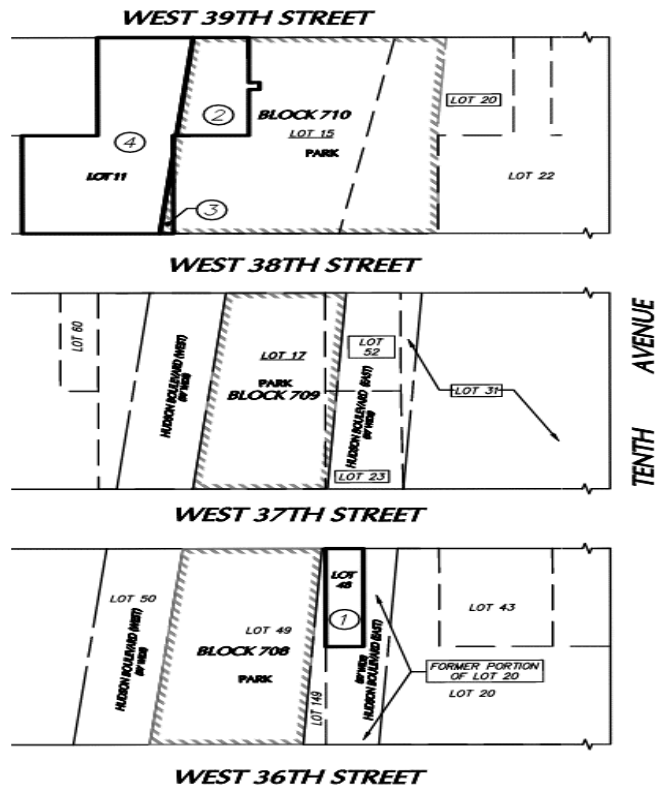 WEST 39TH STREET
LOT 20
2
BLOCK 710
LOT 15
4
PARK
LOT 11
LOT 22
3
WEST 38TH STREET
LOT 60
HUDSON BOULEVARD (WEST)
LOT 17
PARK
BLOCK 709
LOT
52
HUDSON BOULEVARD (EAST)
LOT 31
LOT 23
TENTH AVENUE
WEST 37TH STREET
LOT 50
HUDSON BOULEVARD (WEST)
LOT 49
BLOCK 708
PARK
LOT 149
LOT
48
1
HUDSON BOULEVARD (EAST)
LOT 43
FORMER PORTION
OF LOT 20
LOT 20
WEST 36TH STREET